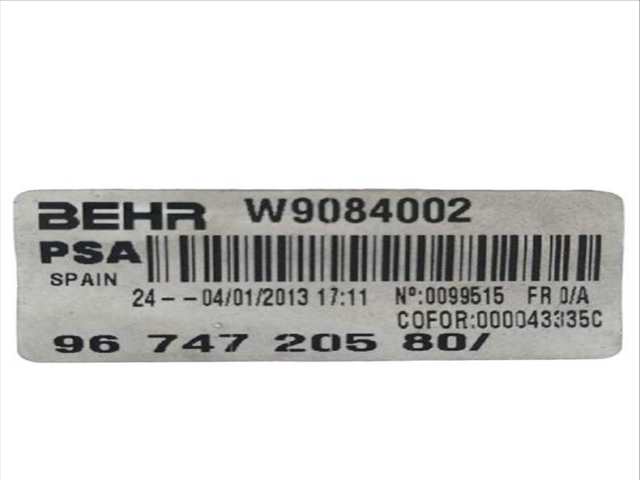 BEHR W9084002
PSA
SPAIN
24 -- 04/01/2013 17:11 Nº:0099515 FR 0/A
COFOR:000043335C
96 747 205 80/